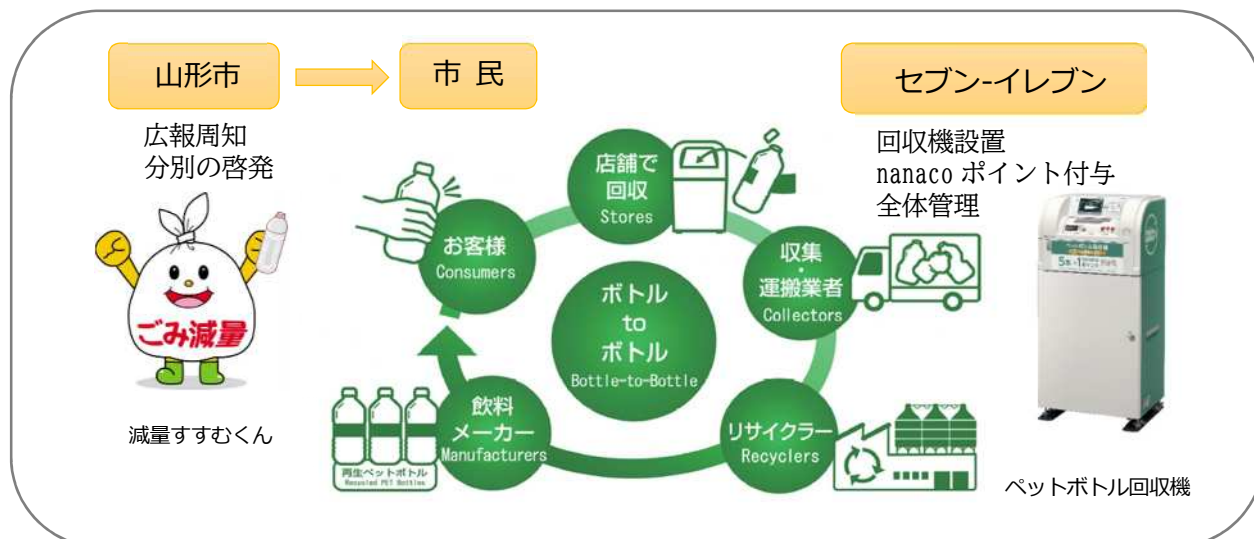 山形市
市 民
セブン-イレブン
広報周知
分別の啓発
回収機設置
nanaco ポイント付与
全体管理
店舗で
回収
Stores
お客様
Consumers
収集
・
運搬業者
Collectors
ボトル
to
ボトル
Bottle-to-Bottle
ごみ減量
減量すすむくん
飲料
メーカー
Manufacturers
再生ペットボトル
Recycled PET Bottles
リサイクラー
Recyclers
ペットボトル回収機